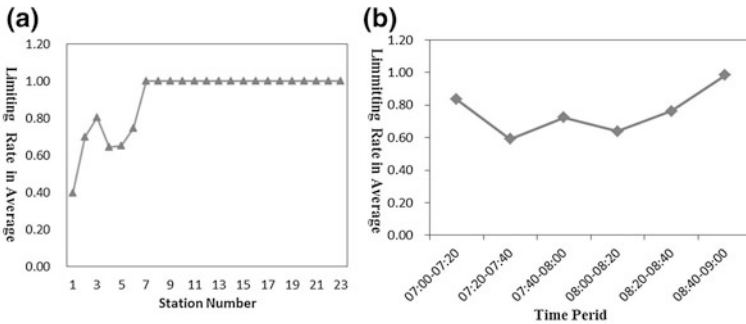 (a)
1.20
1.00
0.80
0.60
0.40
0.20
0.00
Limiting Rate in Average
1 3 5 7 9 11 13 15 17 19 21 23
Station Number
(b)
1.20
1.00
0.80
0.60
0.40
0.20
0.00
Limmitting Rate in Average
07:00-07:20
07:20-07:40
07:40-08:00
08:00-08:20
08:20-08:40
08:40-09:00
Time Perid